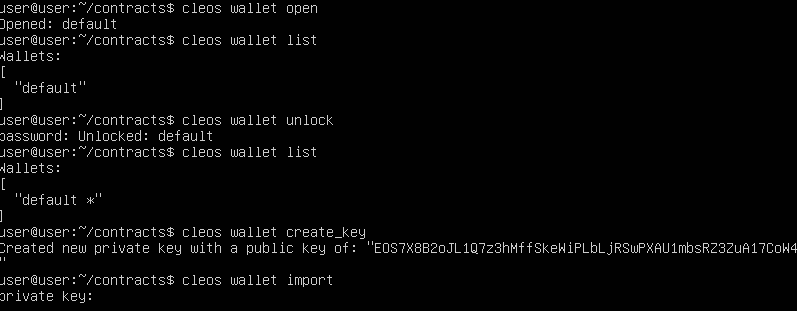 user@user:~/contracts$ cleos wallet open
Opened: default
user@user:~/contracts$ cleos wallet list
Wallets:
[
  "default"
]
user@user:~/contracts$ cleos wallet unlock
password: Unlocked: default
user@user:~/contracts$ cleos wallet list
Wallets:
[
  "default *"
]
user@user:~/contracts$ cleos wallet create_key
Created new private key with a public key of: "EOS7X8B2oJL1Q7z3hMffSkeWiPLbLjRSwPXAU1mbsRZ3ZuA17CoW4
"
user@user:~/contracts$ cleos wallet import
private key: